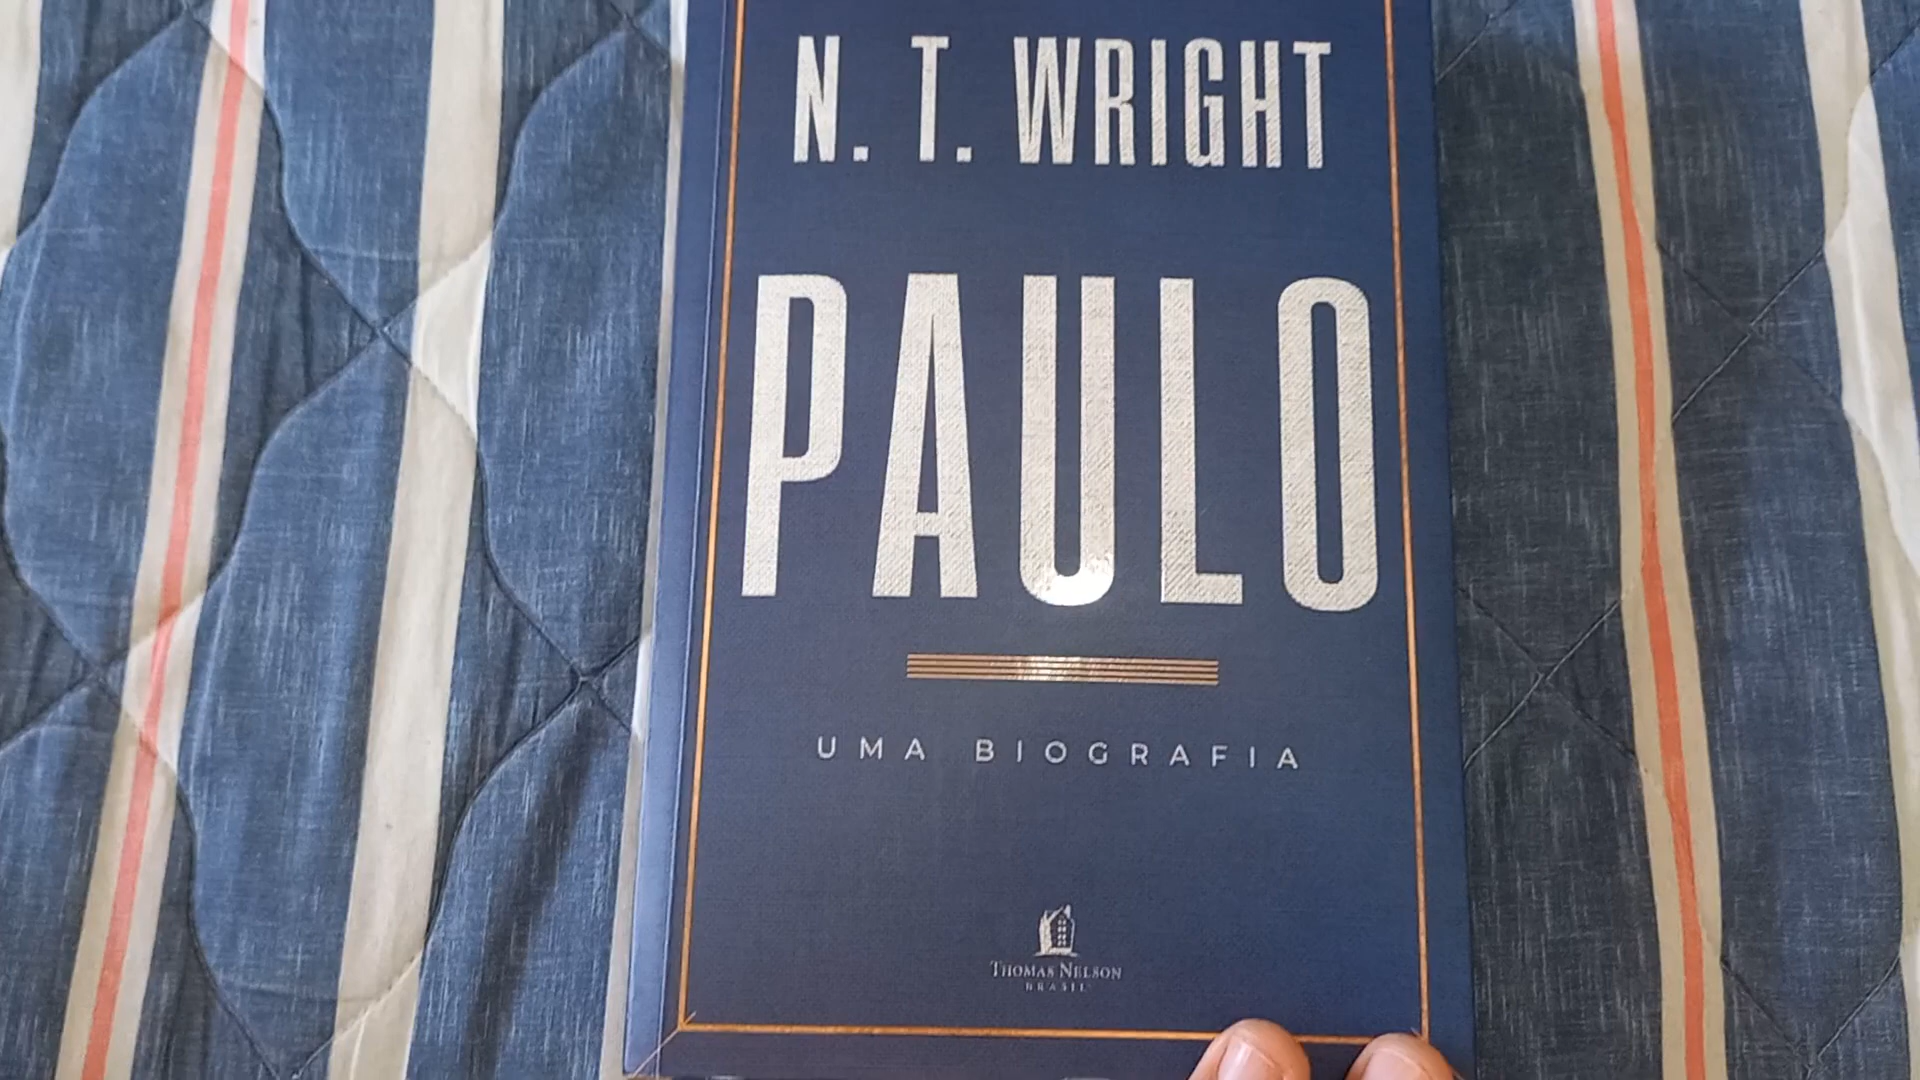 N. T. WRIGHT
PAULO
UMA BIOGRAFIA
THOMAS NELSON
BRASIL